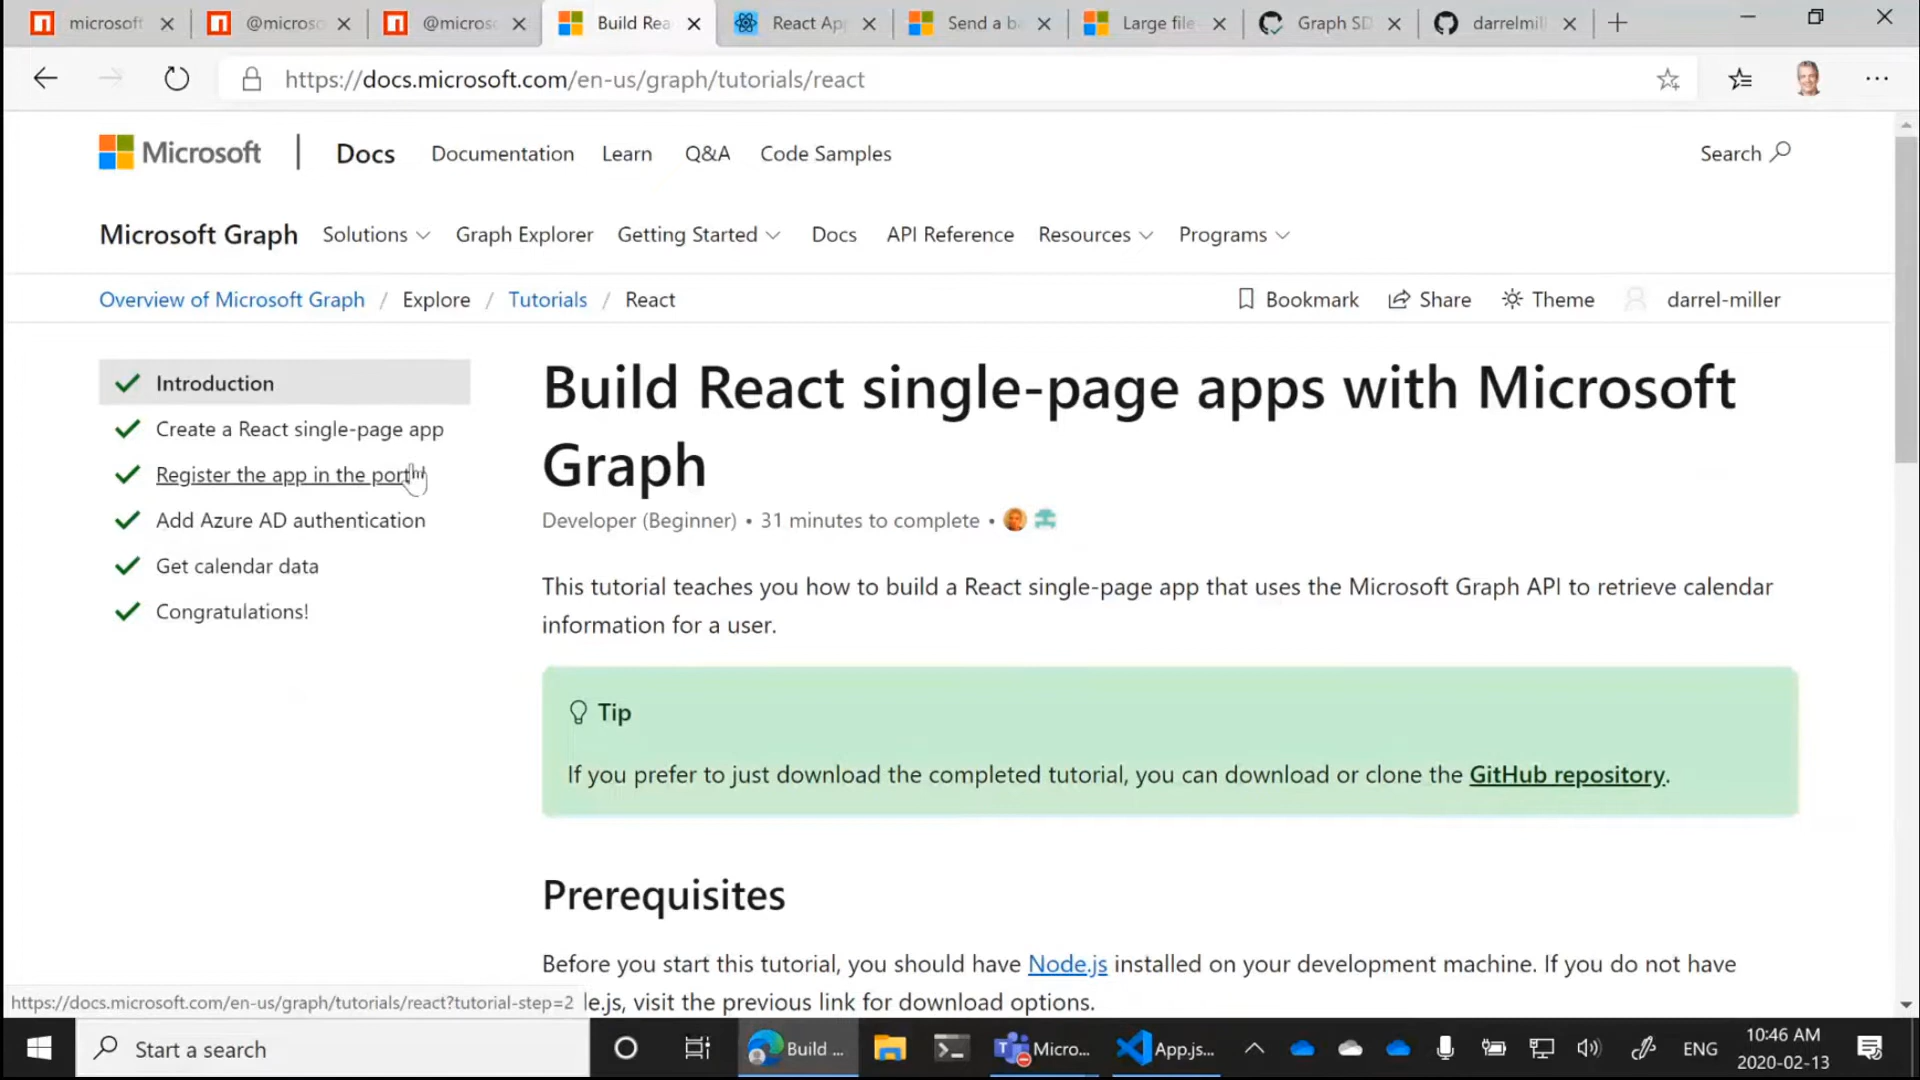 microsoft
@micros
@micros
Build Rea
React Ap
Send a b
Large file
Graph SD
darrelmil
https://docs.microsoft.com/en-us/graph/tutorials/react
Microsoft | Docs Documentation Learn Q&A Code Samples Search
Microsoft Graph Solutions Graph Explorer Getting Started Docs API Reference Resources Programs
Overview of Microsoft Graph / Explore / Tutorials / React Bookmark Share Theme darrel-miller
Introduction
Create a React single-page app
Register the app in the port
Add Azure AD authentication
Get calendar data
Congratulations!
Build React single-page apps with Microsoft
Graph
Developer (Beginner) • 31 minutes to complete •
This tutorial teaches you how to build a React single-page app that uses the Microsoft Graph API to retrieve calendar
information for a user.
Tip
If you prefer to just download the completed tutorial, you can download or clone the GitHub repository.
Prerequisites
Before you start this tutorial, you should have Node.js installed on your development machine. If you do not have
le.js, visit the previous link for download options.
https://docs.microsoft.com/en-us/graph/tutorials/react?tutorial-step=2
Start a search
Build ...
Micro...
App.js...
ENG
10:46 AM
2020-02-13